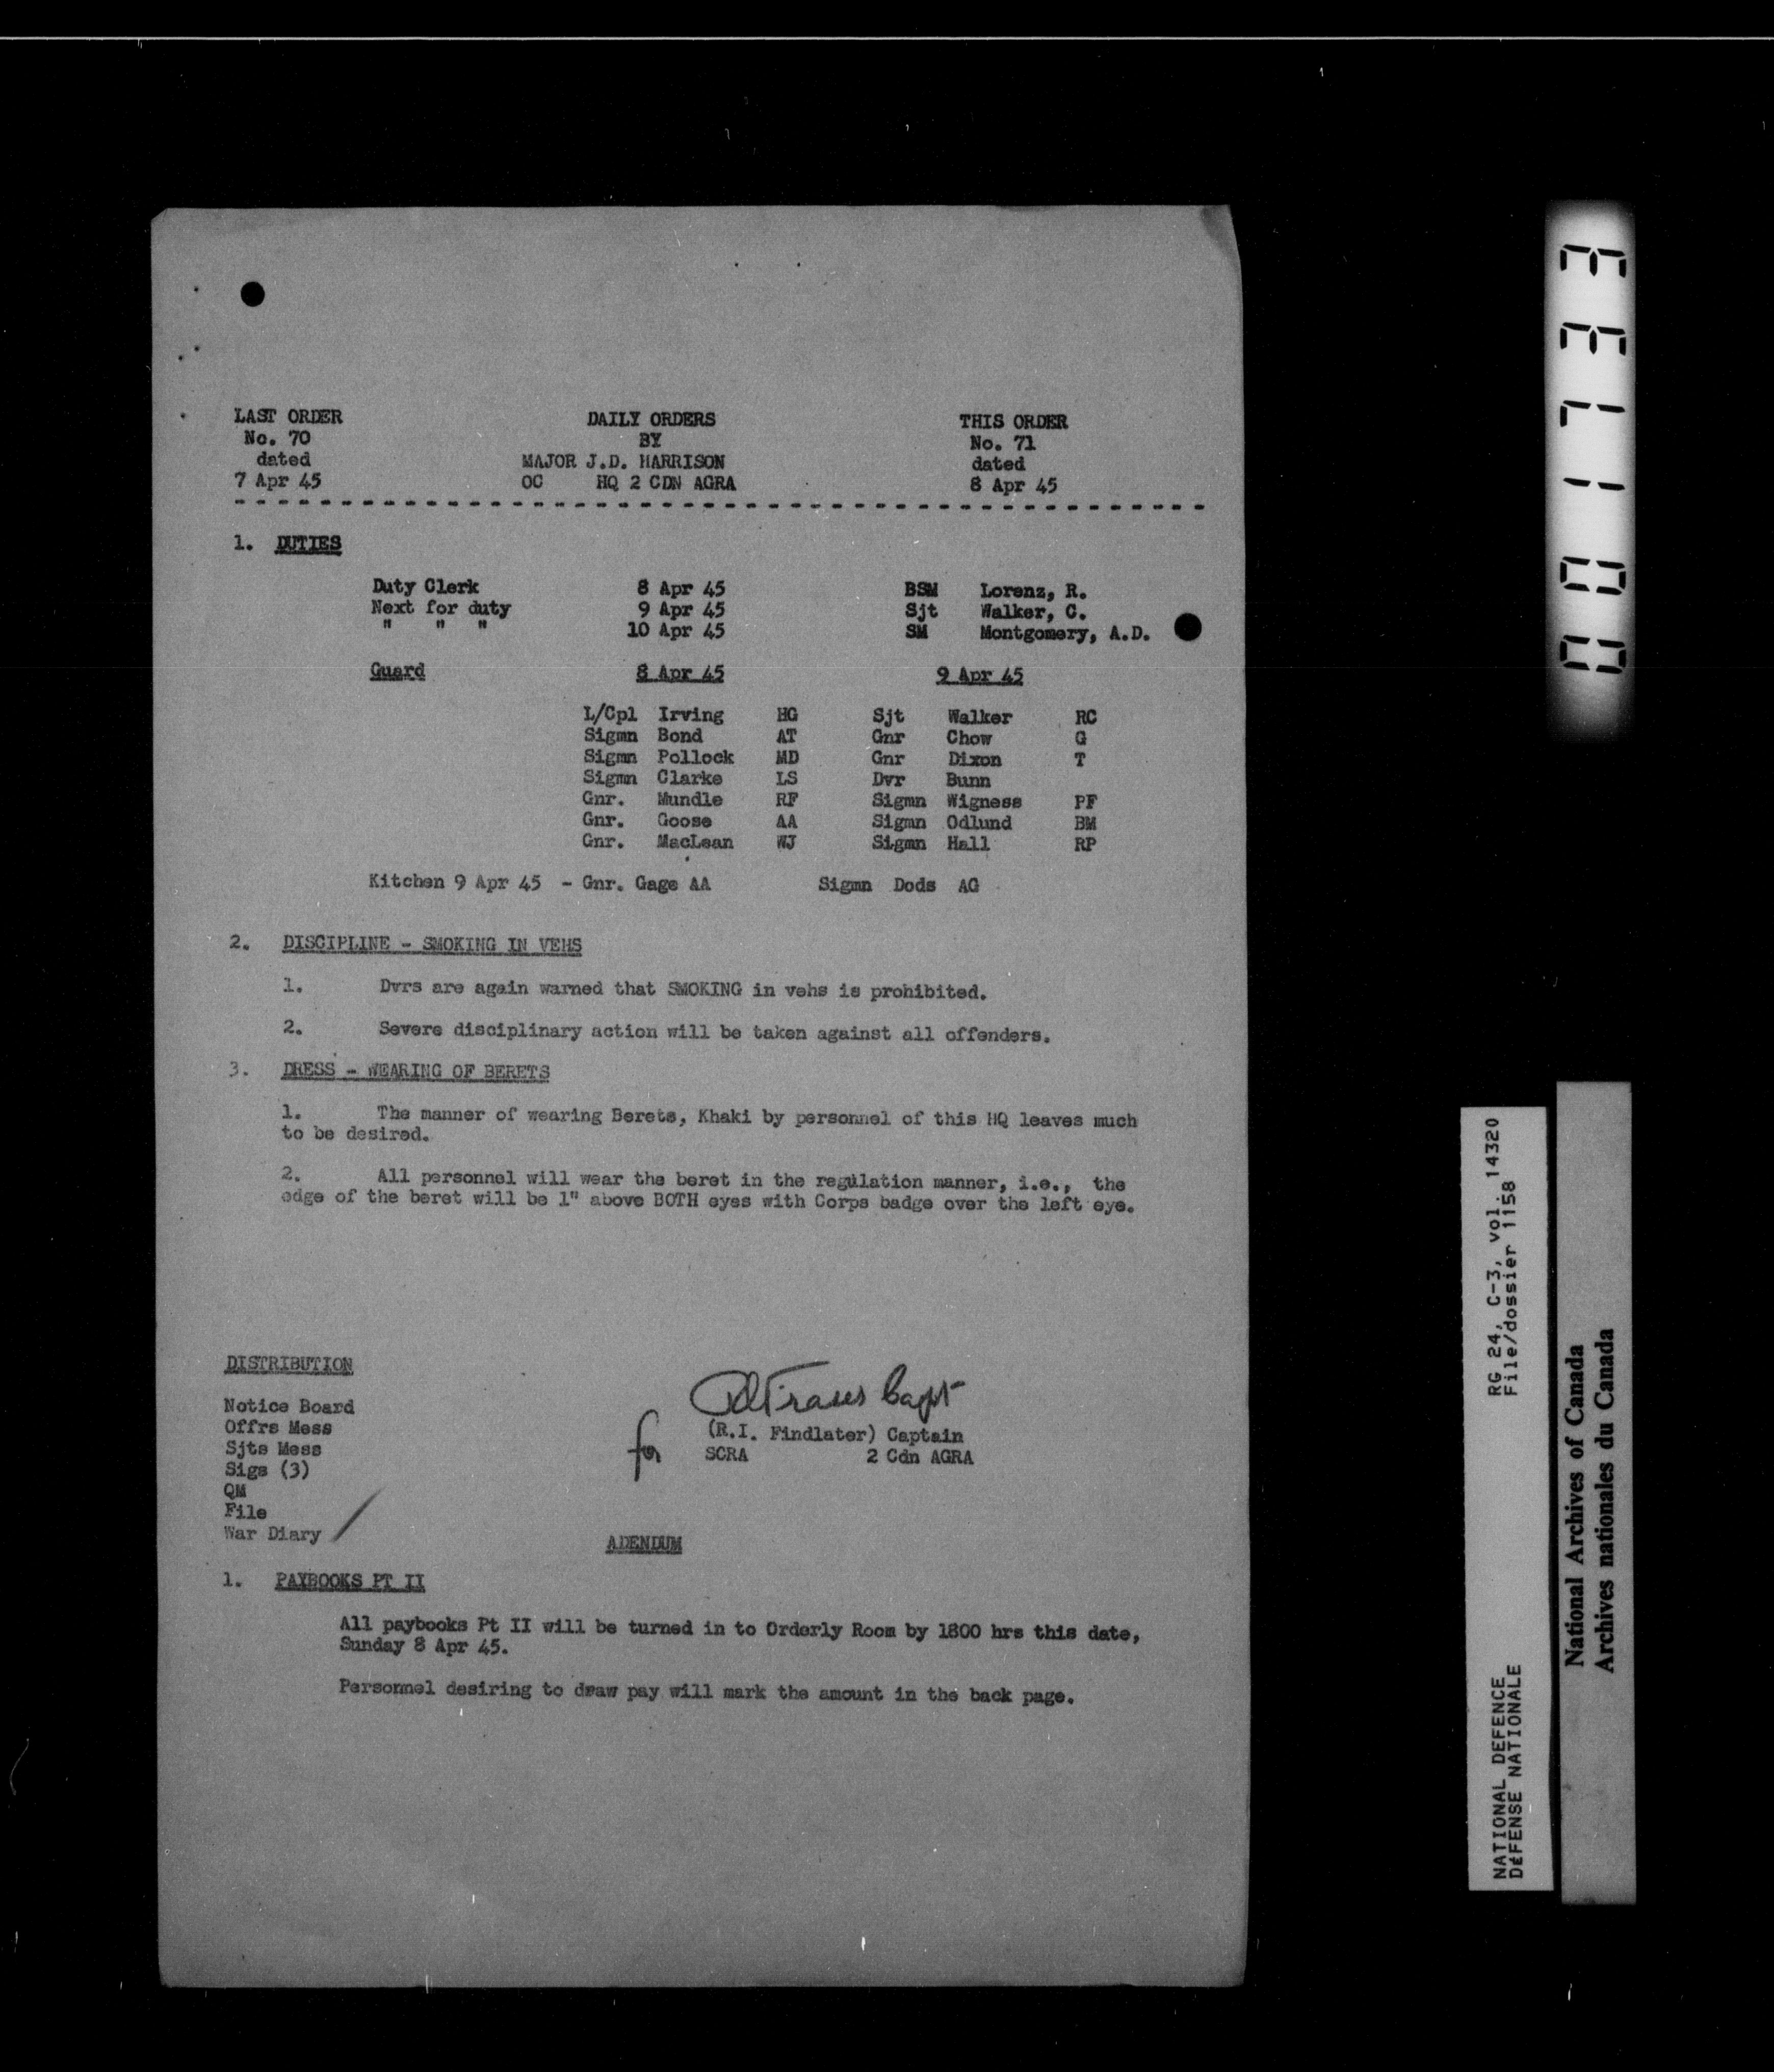 LAST ORDER DAILY ORDERS THIS ORDER
No. 70 BY No. 71
dated MAJOR J.D. HARRISON dated
7 Apr 45 OC HQ 2 CDN AGRA 8 Apr 45
1. DUTIES
Duty Clerk 8 Apr 45 BSM Lorenz, R.
Next for duty 9 Apr 45 Sjt Walker, C.
" " " 10 Apr 45 SM Montgomery, A.D.
Guard 8 Apr 45 9 Apr 45
L/Cpl Irving HG Sjt Walker RC
Sigmn Bond AT Gnr Chow G
Sigmn Pollock MD Gnr Dixon T
Sigmn Clarke LS Dvr Bunn
Gnr. Mundle RF Sigmn Wigness PF
Gnr. Goose AA Sigmn Odlund BM
Gnr. MacLean WJ Sigmn Hall RP
Kitchen 9 Apr 45 - Gnr. Gage AA Sigmn Dods AG
2. DISCIPLINE - SMOKING IN VEHS
1. Dvrs are again warned that SMOKING in vehs is prohibited.
2. Severe disciplinary action will be taken against all offenders.
3. DRESS - WEARING OF BERETS
1. The manner of wearing Berets, Khaki by personnel of this HQ leaves much
to be desired.
2. All personnel will wear the beret in the regulation manner, i.e., the
edge of the beret will be 1" above BOTH eyes with Corps badge over the left eye.
DISTRIBUTION
Notice Board
Offrs Mess
Sjts Mess
Sigs (3)
QM
File
War Diary
Capt
for (R.I. Findlater) Captain
SCRA 2 Cdn AGRA
ADENDUM
1. PAYBOOKS PT II
All paybooks Pt II will be turned in to Orderly Room by 1800 hrs this date,
Sunday 8 Apr 45.
Personnel desiring to draw pay will mark the amount in the back page.
RG 24, C-3, vol. 14320
File/dossier 1158
NATIONAL DEFENCE
DÉFENSE NATIONALE
National Archives of Canada
Archives nationales du Canada